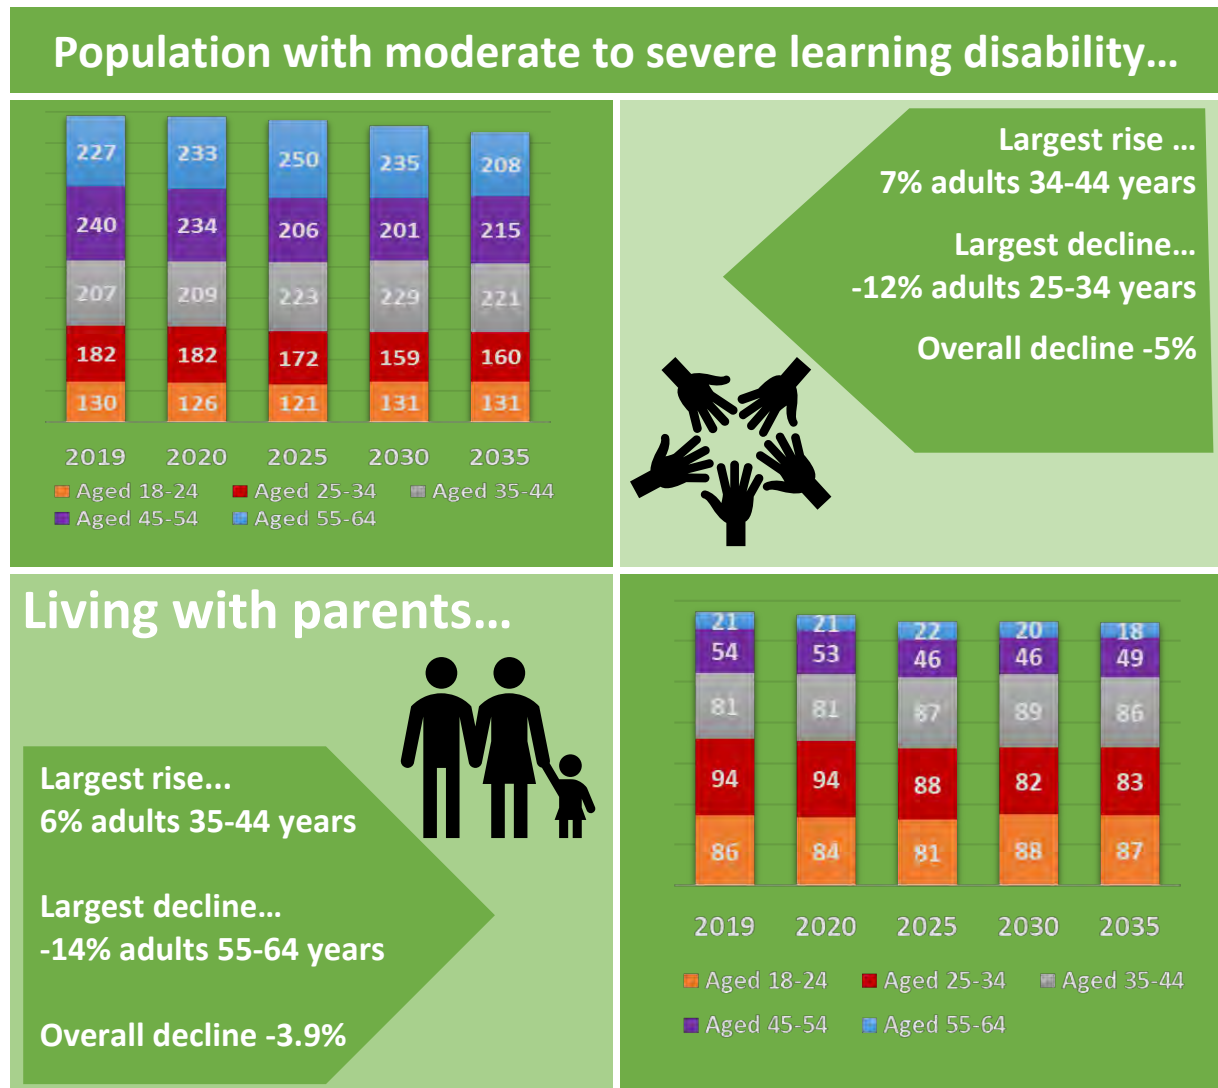 Population with moderate to severe learning disability…
227 233 250 235 208
240 234 206 201 215
207 209 223 229 221
182 182 172 159 160
130 126 121 131 131
2019 2020 2025 2030 2035
Aged 18-24 Aged 25-34 Aged 35-44
Aged 45-54 Aged 55-64
Largest rise …
7% adults 34-44 years
Largest decline…
-12% adults 25-34 years
Overall decline -5%
Living with parents…
Largest rise...
6% adults 35-44 years
Largest decline…
-14% adults 55-64 years
Overall decline -3.9%
21 21 22 20 18
54 53 46 46 49
81 81 87 89 86
94 94 88 82 83
86 84 81 88 87
2019 2020 2025 2030 2035
Aged 18-24 Aged 25-34 Aged 35-44
Aged 45-54 Aged 55-64